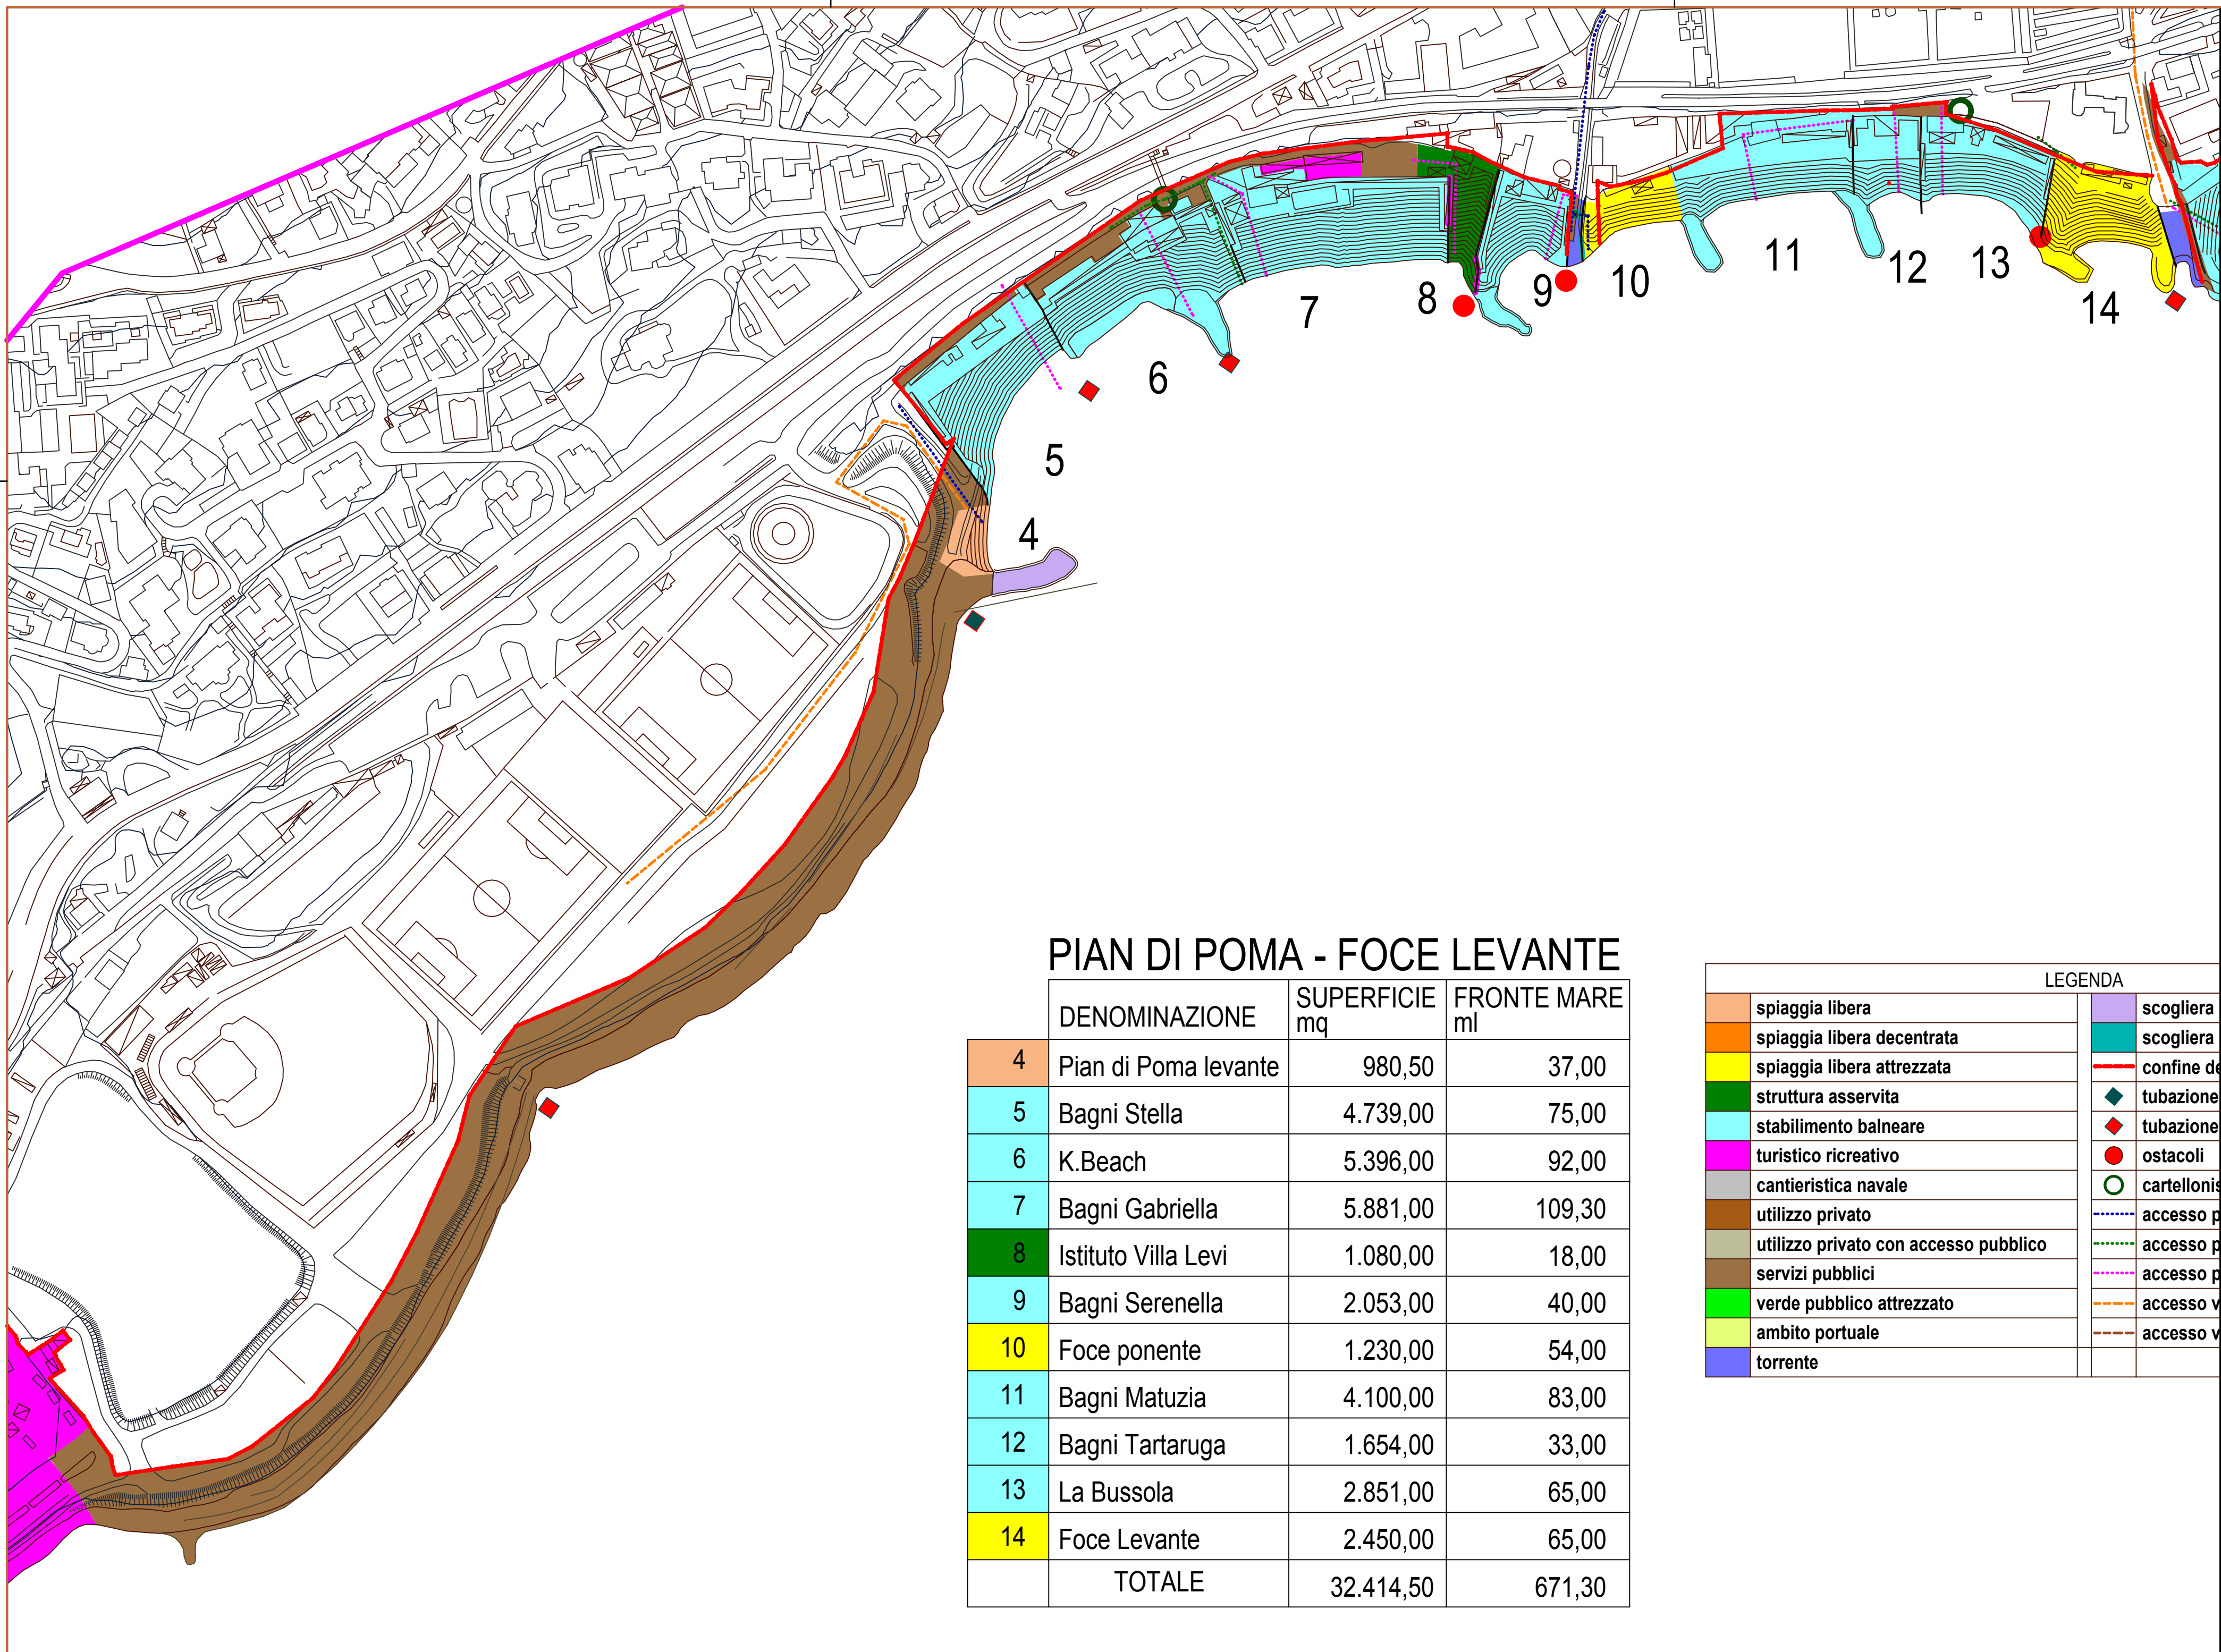 5
6
7
8
9
10
11
12
13
14
4
PIAN DI POMA - FOCE LEVANTE
DENOMINAZIONE SUPERFICIE mq FRONTE MARE ml
4 Pian di Poma levante 980,50 37,00
5 Bagni Stella 4.739,00 75,00
6 K.Beach 5.396,00 92,00
7 Bagni Gabriella 5.881,00 109,30
8 Istituto Villa Levi 1.080,00 18,00
9 Bagni Serenella 2.053,00 40,00
10 Foce ponente 1.230,00 54,00
11 Bagni Matuzia 4.100,00 83,00
12 Bagni Tartaruga 1.654,00 33,00
13 La Bussola 2.851,00 65,00
14 Foce Levante 2.450,00 65,00
TOTALE 32.414,50 671,30
LEGENDA
spiaggia libera scogliera
spiaggia libera decentrata scogliera
spiaggia libera attrezzata confine de
struttura asservita tubazione
stabilimento balneare tubazione
turistico ricreativo ostacoli
cantieristica navale cartellonis
utilizzo privato accesso p
utilizzo privato con accesso pubblico accesso p
servizi pubblici accesso p
verde pubblico attrezzato accesso v
ambito portuale accesso v
torrente